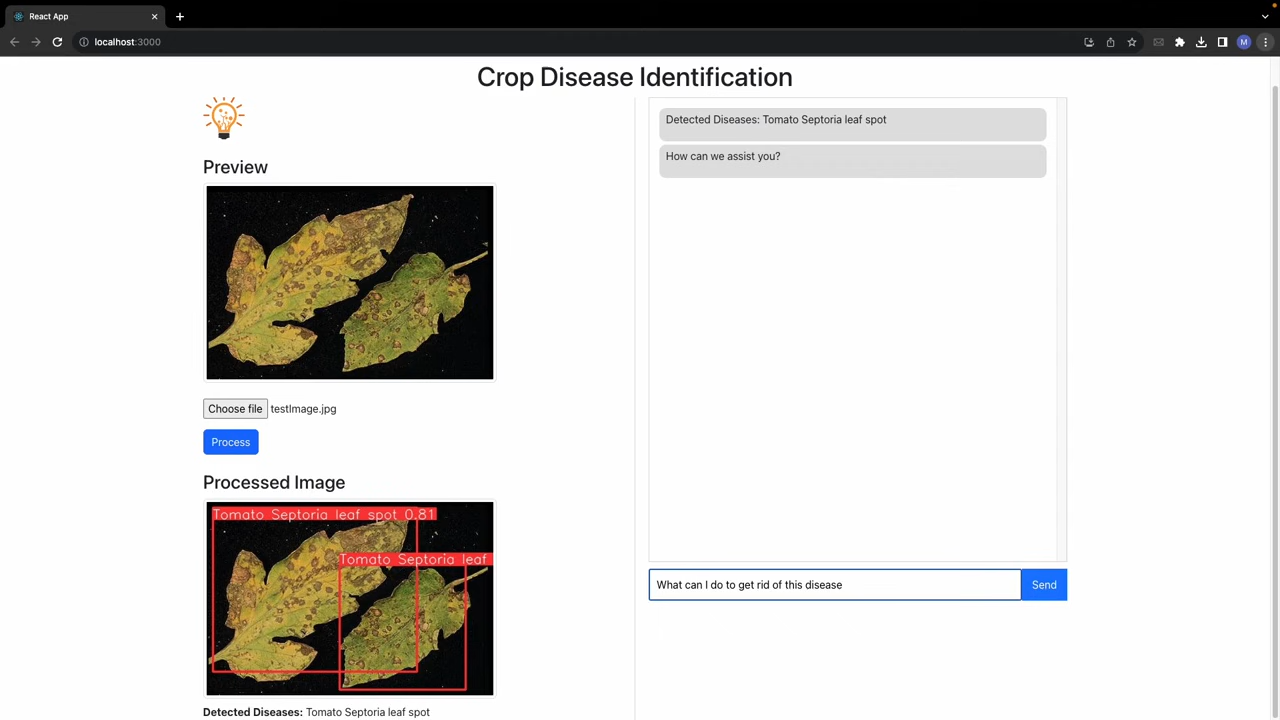 React App
localhost:3000
M
Crop Disease Identification
Preview
Choose file testImage.jpg
Process
Processed Image
Tomato Septoria leaf spot 0.81
Tomato Septoria leaf
Detected Diseases: Tomato Septoria leaf spot
Detected Diseases: Tomato Septoria leaf spot
How can we assist you?
What can I do to get rid of this disease
Send